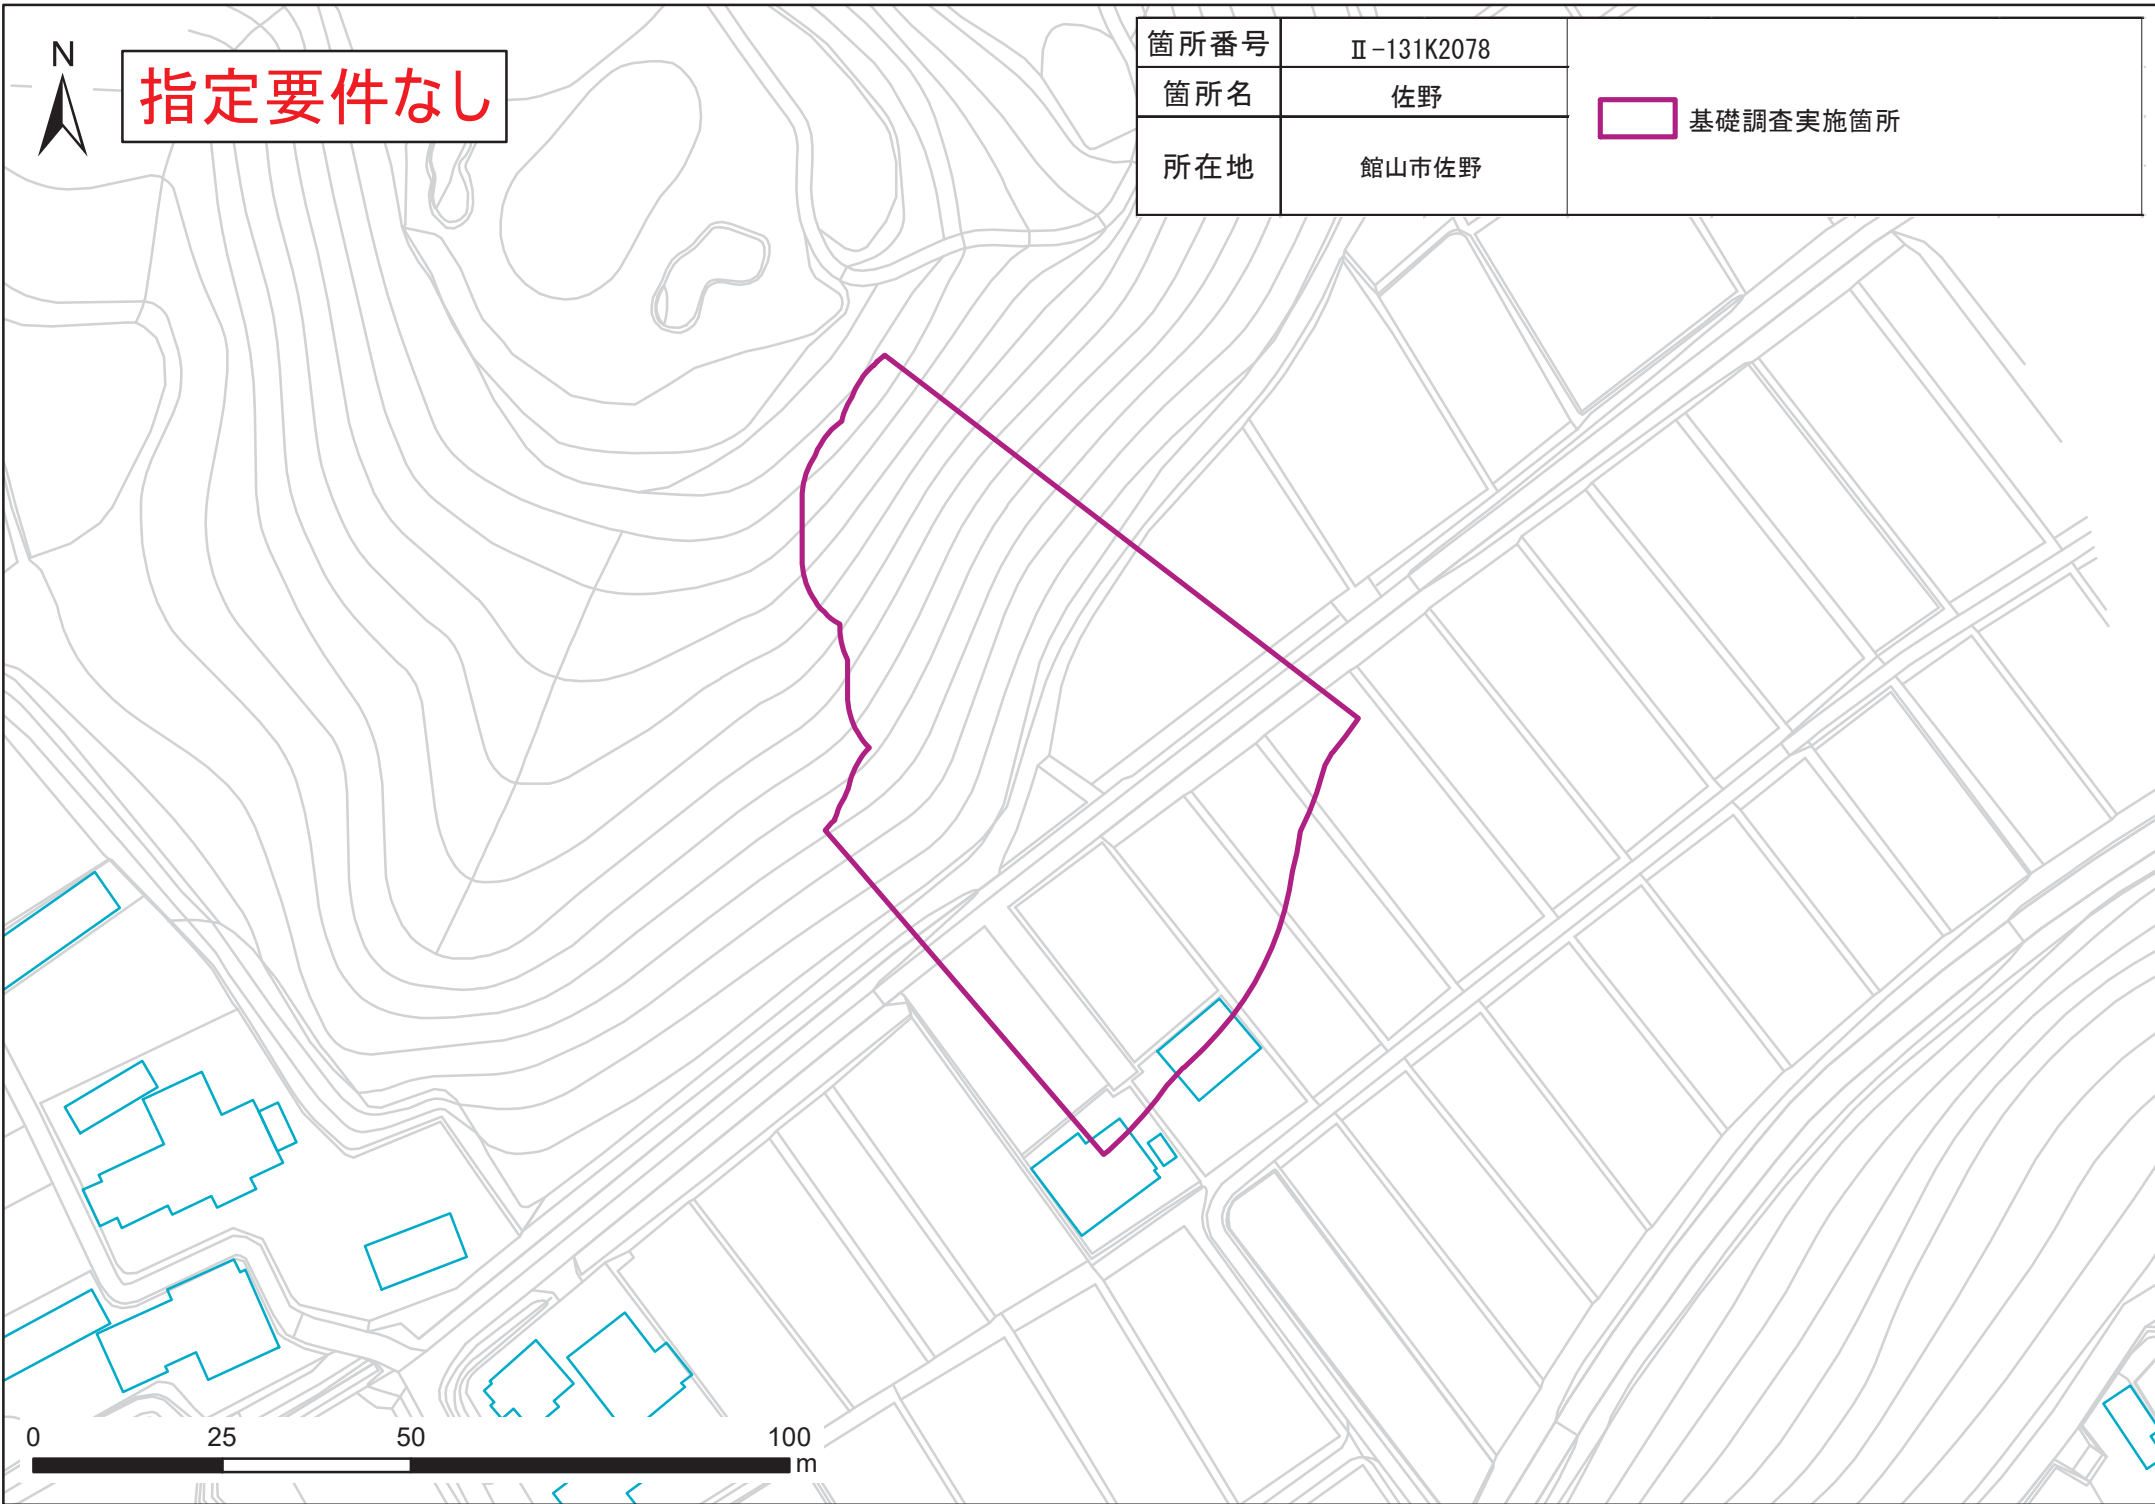 N
指定要件なし
箇所番号 Ⅱ-131K2078
箇所名 佐野
所在地 館山市佐野
基礎調査実施箇所
0 25 50 100
m